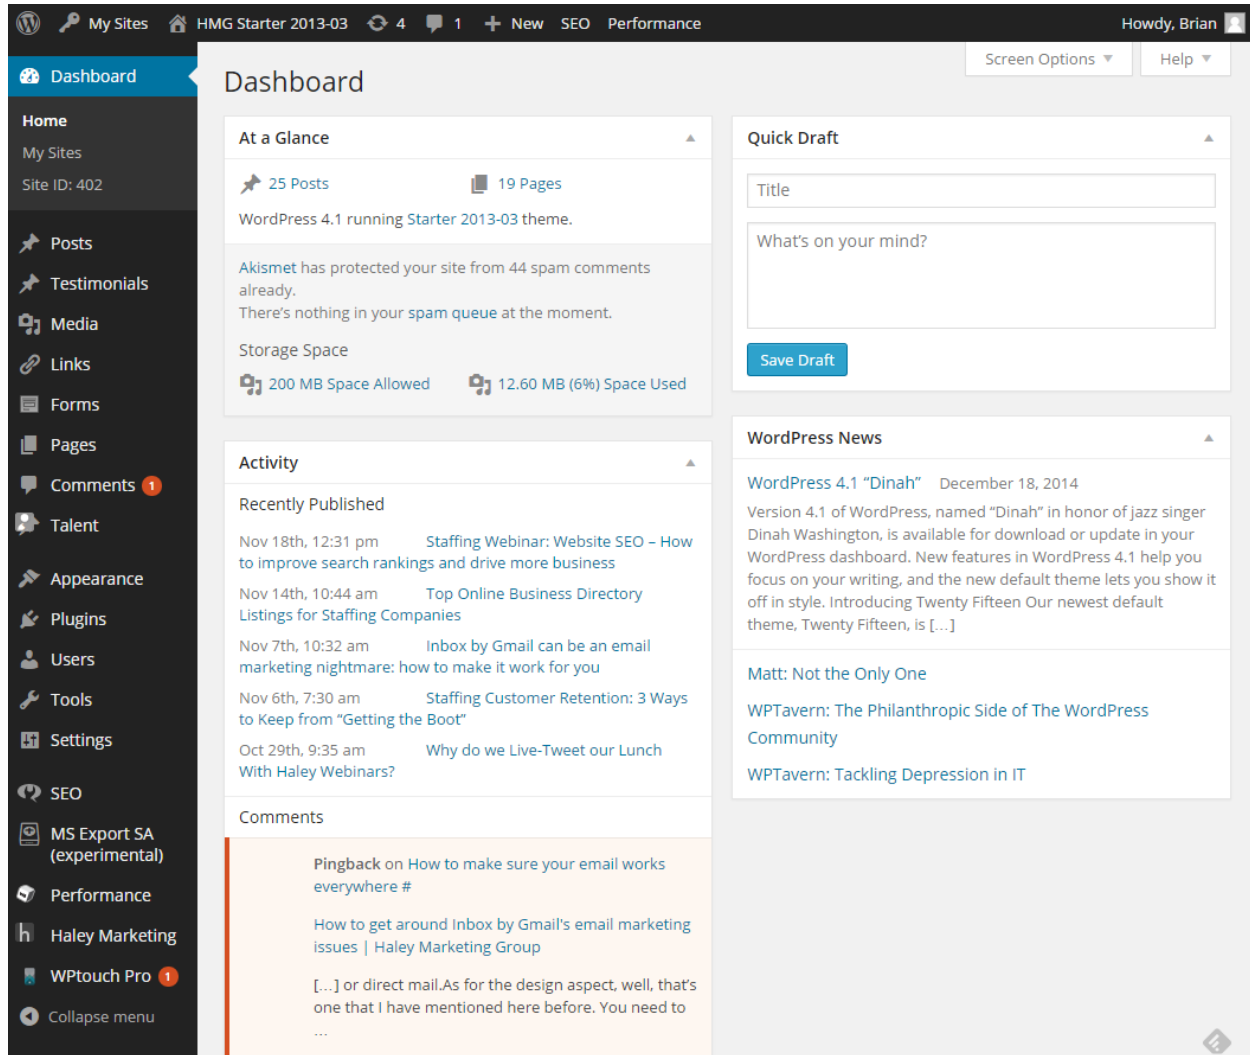 My Sites HMG Starter 2013-03 4 1 New SEO Performance Howdy, Brian
Screen Options Help
Dashboard
Home
My Sites
Site ID: 402
Posts
Testimonials
Media
Links
Forms
Pages
Comments 1
Talent
Appearance
Plugins
Users
Tools
Settings
SEO
MS Export SA
(experimental)
Performance
h Haley Marketing
WPtouch Pro 1
Collapse menu
Dashboard
At a Glance
25 Posts 19 Pages
WordPress 4.1 running Starter 2013-03 theme.
Akismet has protected your site from 44 spam comments
already.
There's nothing in your spam queue at the moment.
Storage Space
200 MB Space Allowed 12.60 MB (6%) Space Used
Activity
Recently Published
Nov 18th, 12:31 pm Staffing Webinar: Website SEO – How
to improve search rankings and drive more business
Nov 14th, 10:44 am Top Online Business Directory
Listings for Staffing Companies
Nov 7th, 10:32 am Inbox by Gmail can be an email
marketing nightmare: how to make it work for you
Nov 6th, 7:30 am Staffing Customer Retention: 3 Ways
to Keep from “Getting the Boot”
Oct 29th, 9:35 am Why do we Live-Tweet our Lunch
With Haley Webinars?
Comments
Pingback on How to make sure your email works
everywhere #
How to get around Inbox by Gmail's email marketing
issues | Haley Marketing Group
[…] or direct mail.As for the design aspect, well, that’s
one that I have mentioned here before. You need to
…
Quick Draft
Title
What’s on your mind?
Save Draft
WordPress News
WordPress 4.1 “Dinah” December 18, 2014
Version 4.1 of WordPress, named “Dinah” in honor of jazz singer
Dinah Washington, is available for download or update in your
WordPress dashboard. New features in WordPress 4.1 help you
focus on your writing, and the new default theme lets you show it
off in style. Introducing Twenty Fifteen Our newest default
theme, Twenty Fifteen, is […]
Matt: Not the Only One
WPTavern: The Philanthropic Side of The WordPress
Community
WPTavern: Tackling Depression in IT